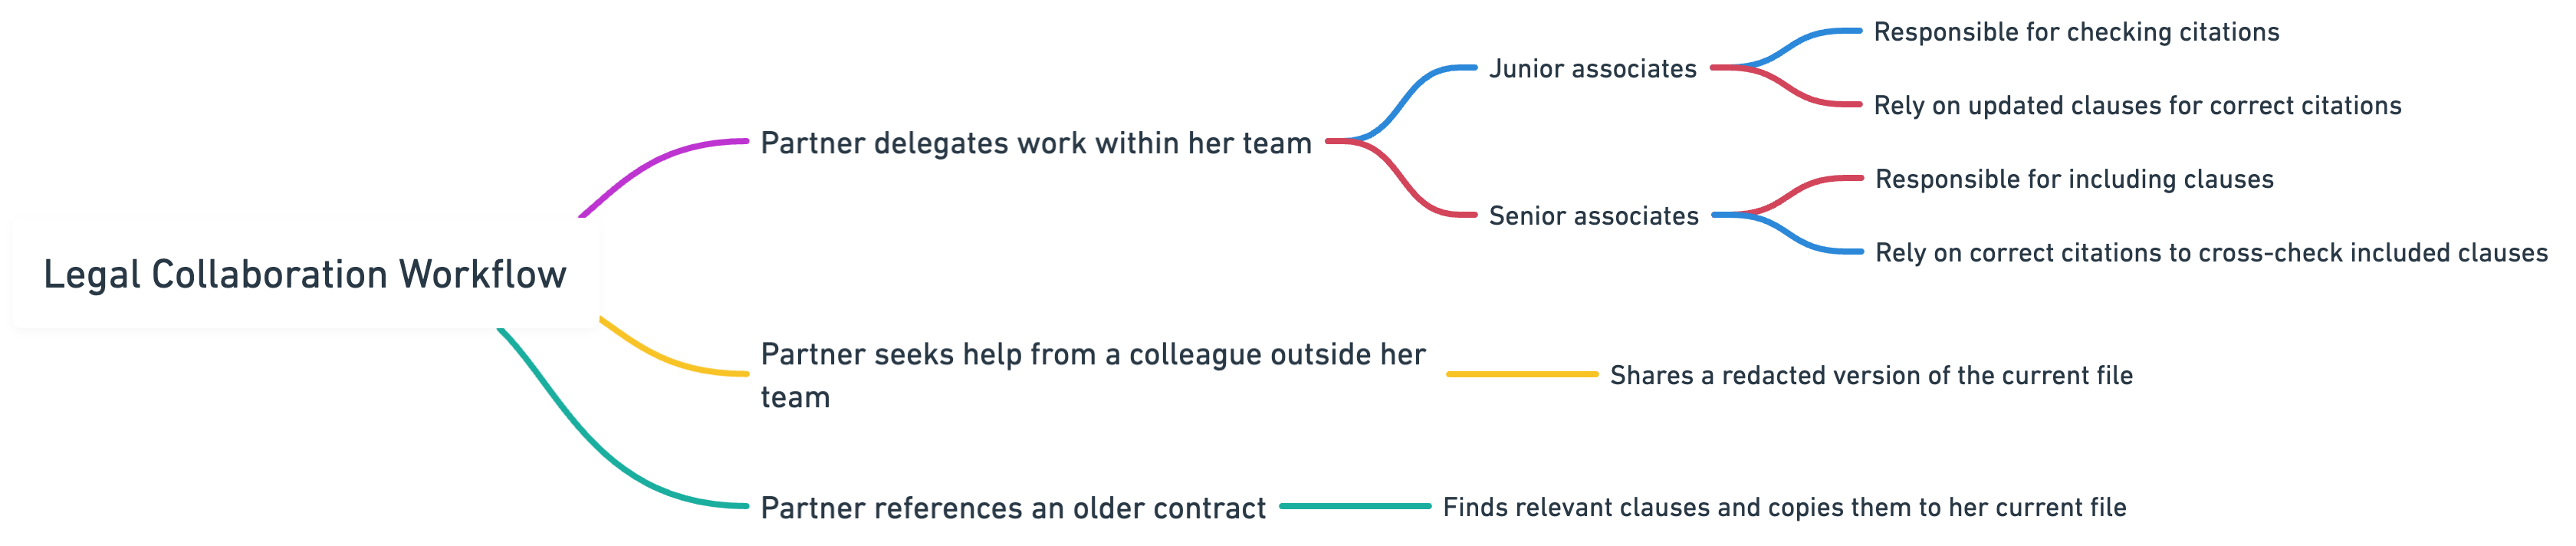 Legal Collaboration Workflow
Partner delegates work within her team
Junior associates
Responsible for checking citations
Rely on updated clauses for correct citations
Senior associates
Responsible for including clauses
Rely on correct citations to cross-check included clauses
Partner seeks help from a colleague outside her
team
Shares a redacted version of the current file
Partner references an older contract
Finds relevant clauses and copies them to her current file